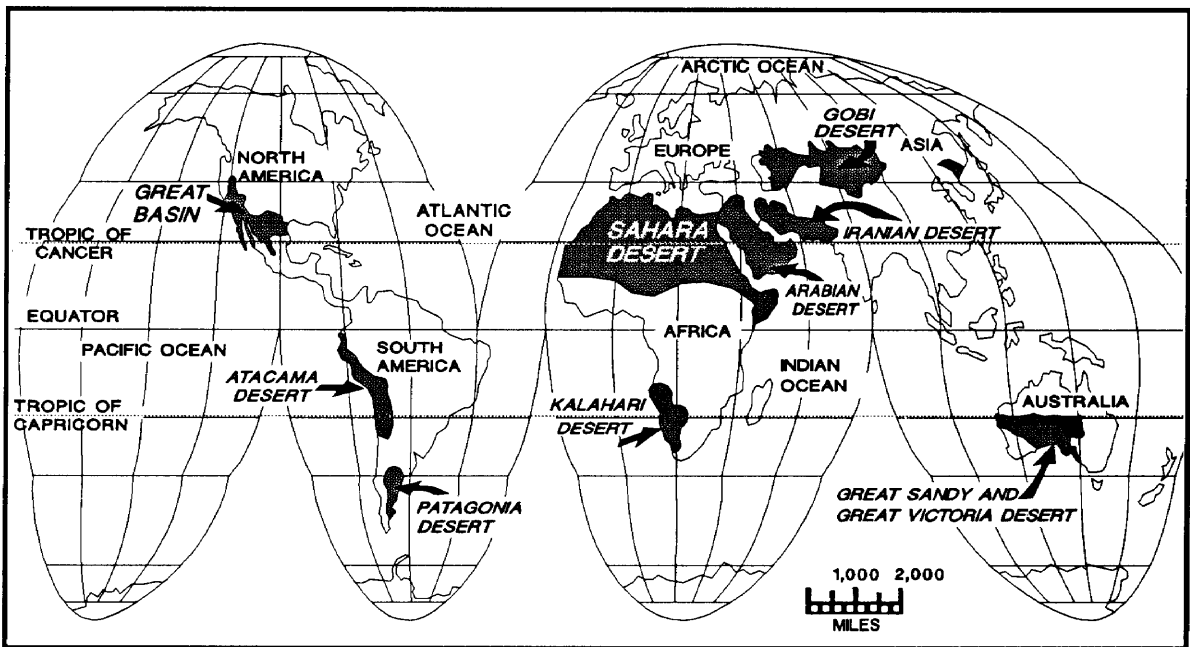 ARCTIC OCEAN
GOBI
DESERT
ASIA
EUROPE
NORTH
AMERICA
GREAT
BASIN
ATLANTIC
OCEAN
TROPIC OF
CANCER
SAHARA
DESERT
IRANIAN DESERT
ARABIAN
DESERT
EQUATOR
AFRICA
PACIFIC OCEAN
SOUTH
AMERICA
INDIAN
OCEAN
ATACAMA
DESERT
TROPIC OF
CAPRICORN
KALAHARI
DESERT
AUSTRALIA
PATAGONIA
DESERT
GREAT SANDY AND
GREAT VICTORIA DESERT
1,000 2,000
MILES